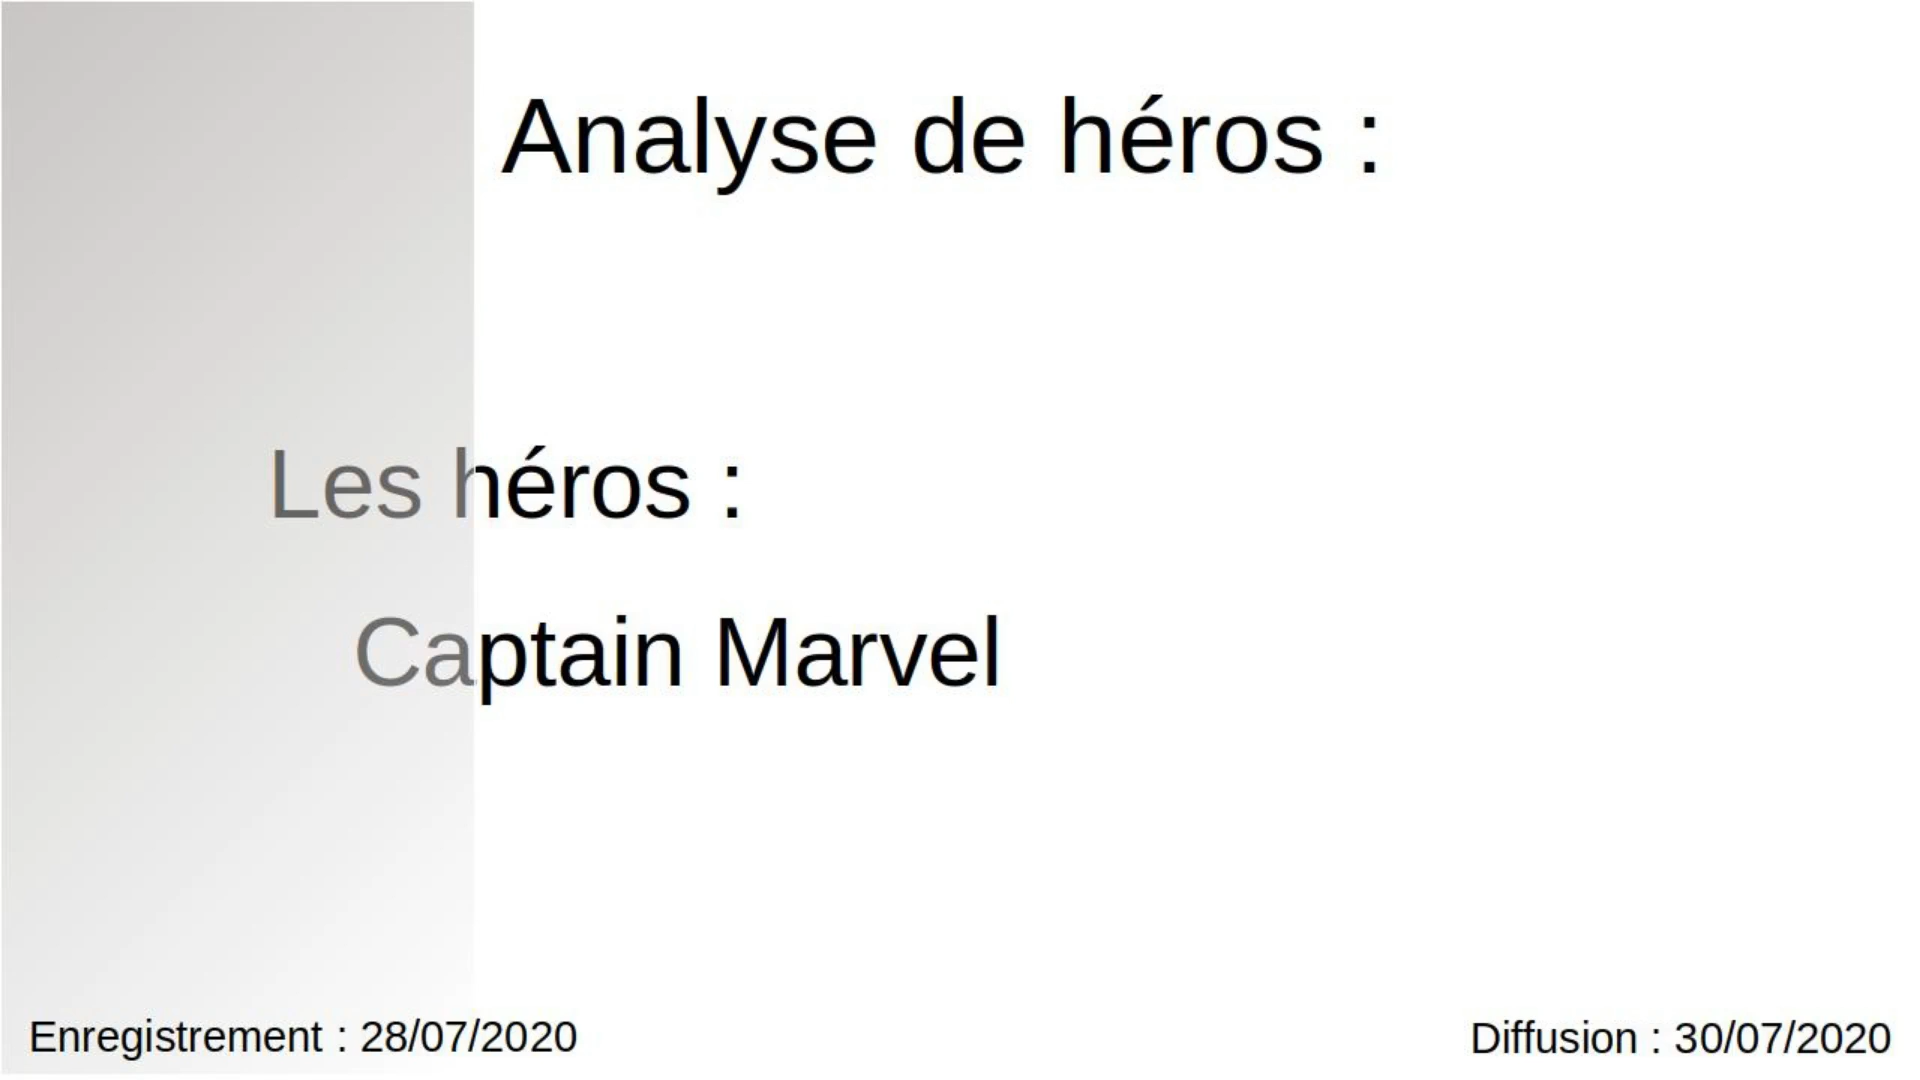 Analyse de héros :
Les héros :
Captain Marvel
Enregistrement : 28/07/2020
Diffusion : 30/07/2020